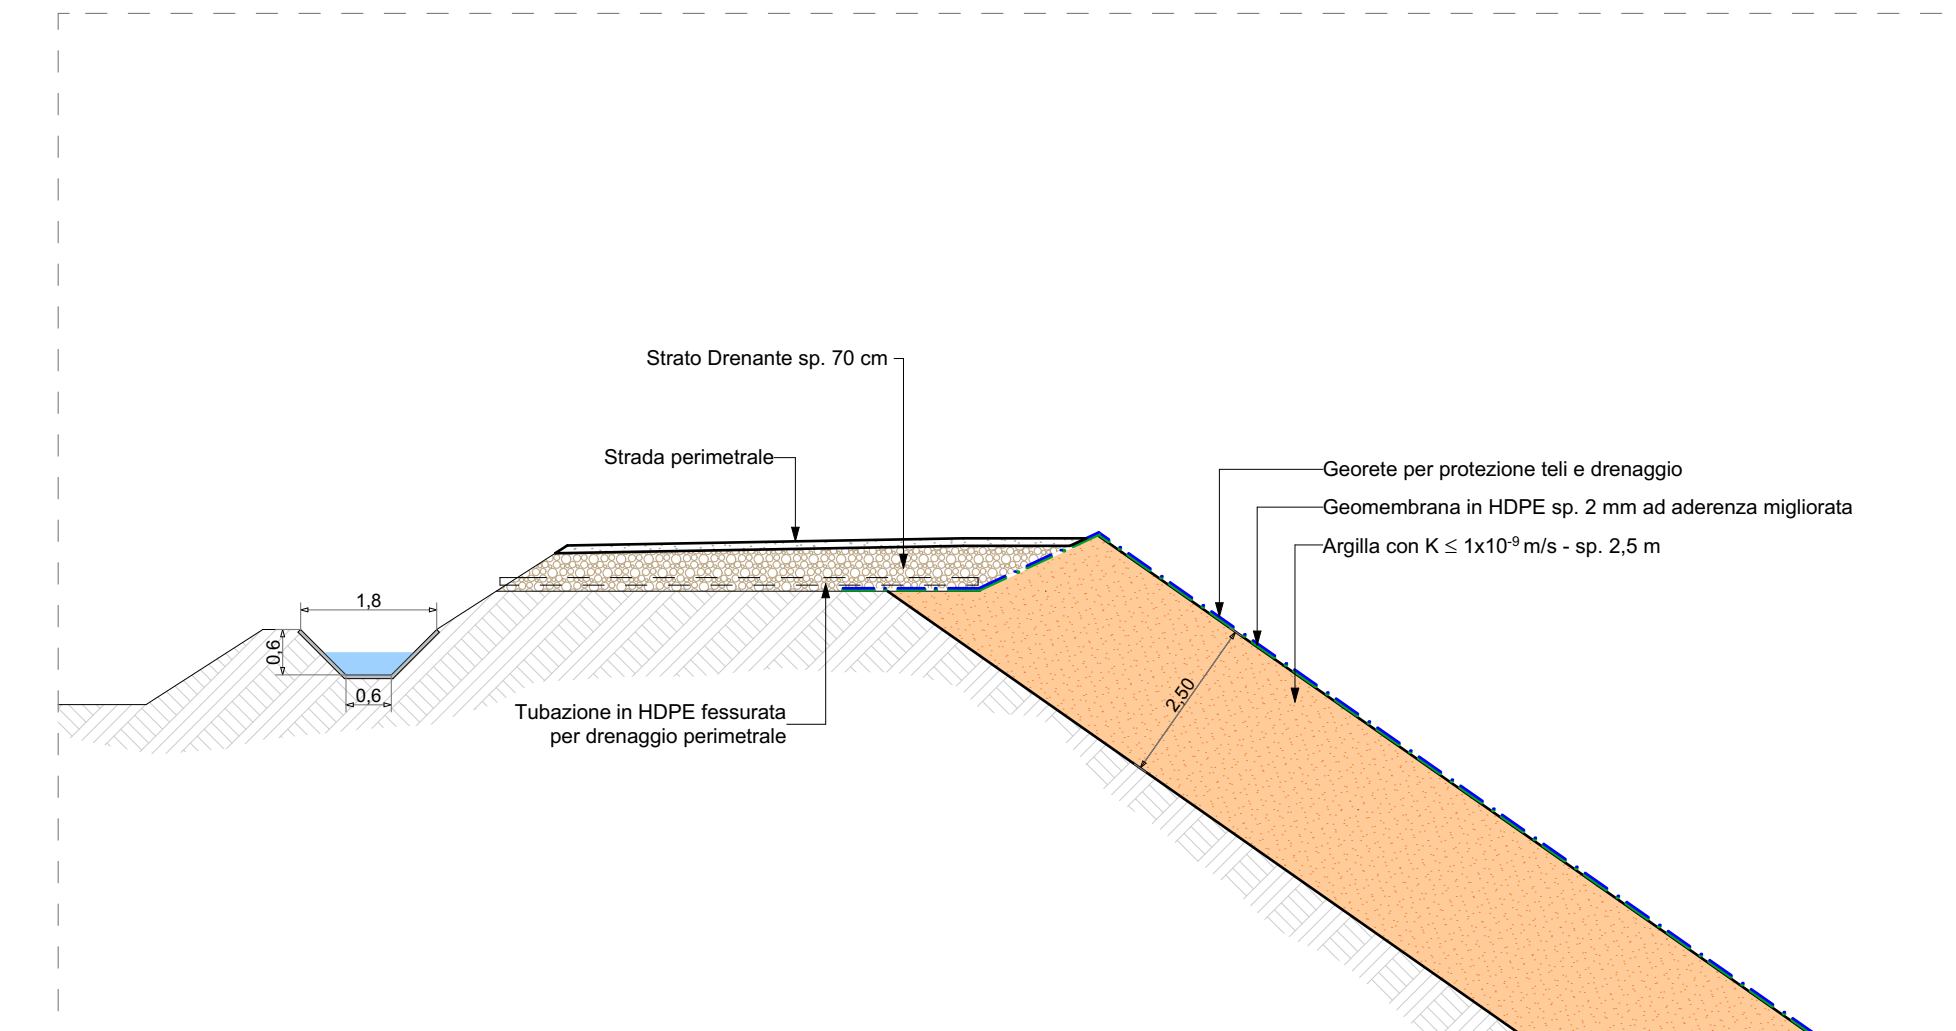 Strato Drenante sp. 70 cm
Strada perimetrale
Georete per protezione teli e drenaggio
Geomembrana in HDPE sp. 2 mm ad aderenza migliorata
Argilla con K ≤ 1x10⁻⁹ m/s - sp. 2,5 m
1,8
0,6
0,6
2,50
Tubazione in HDPE fessurata
per drenaggio perimetrale